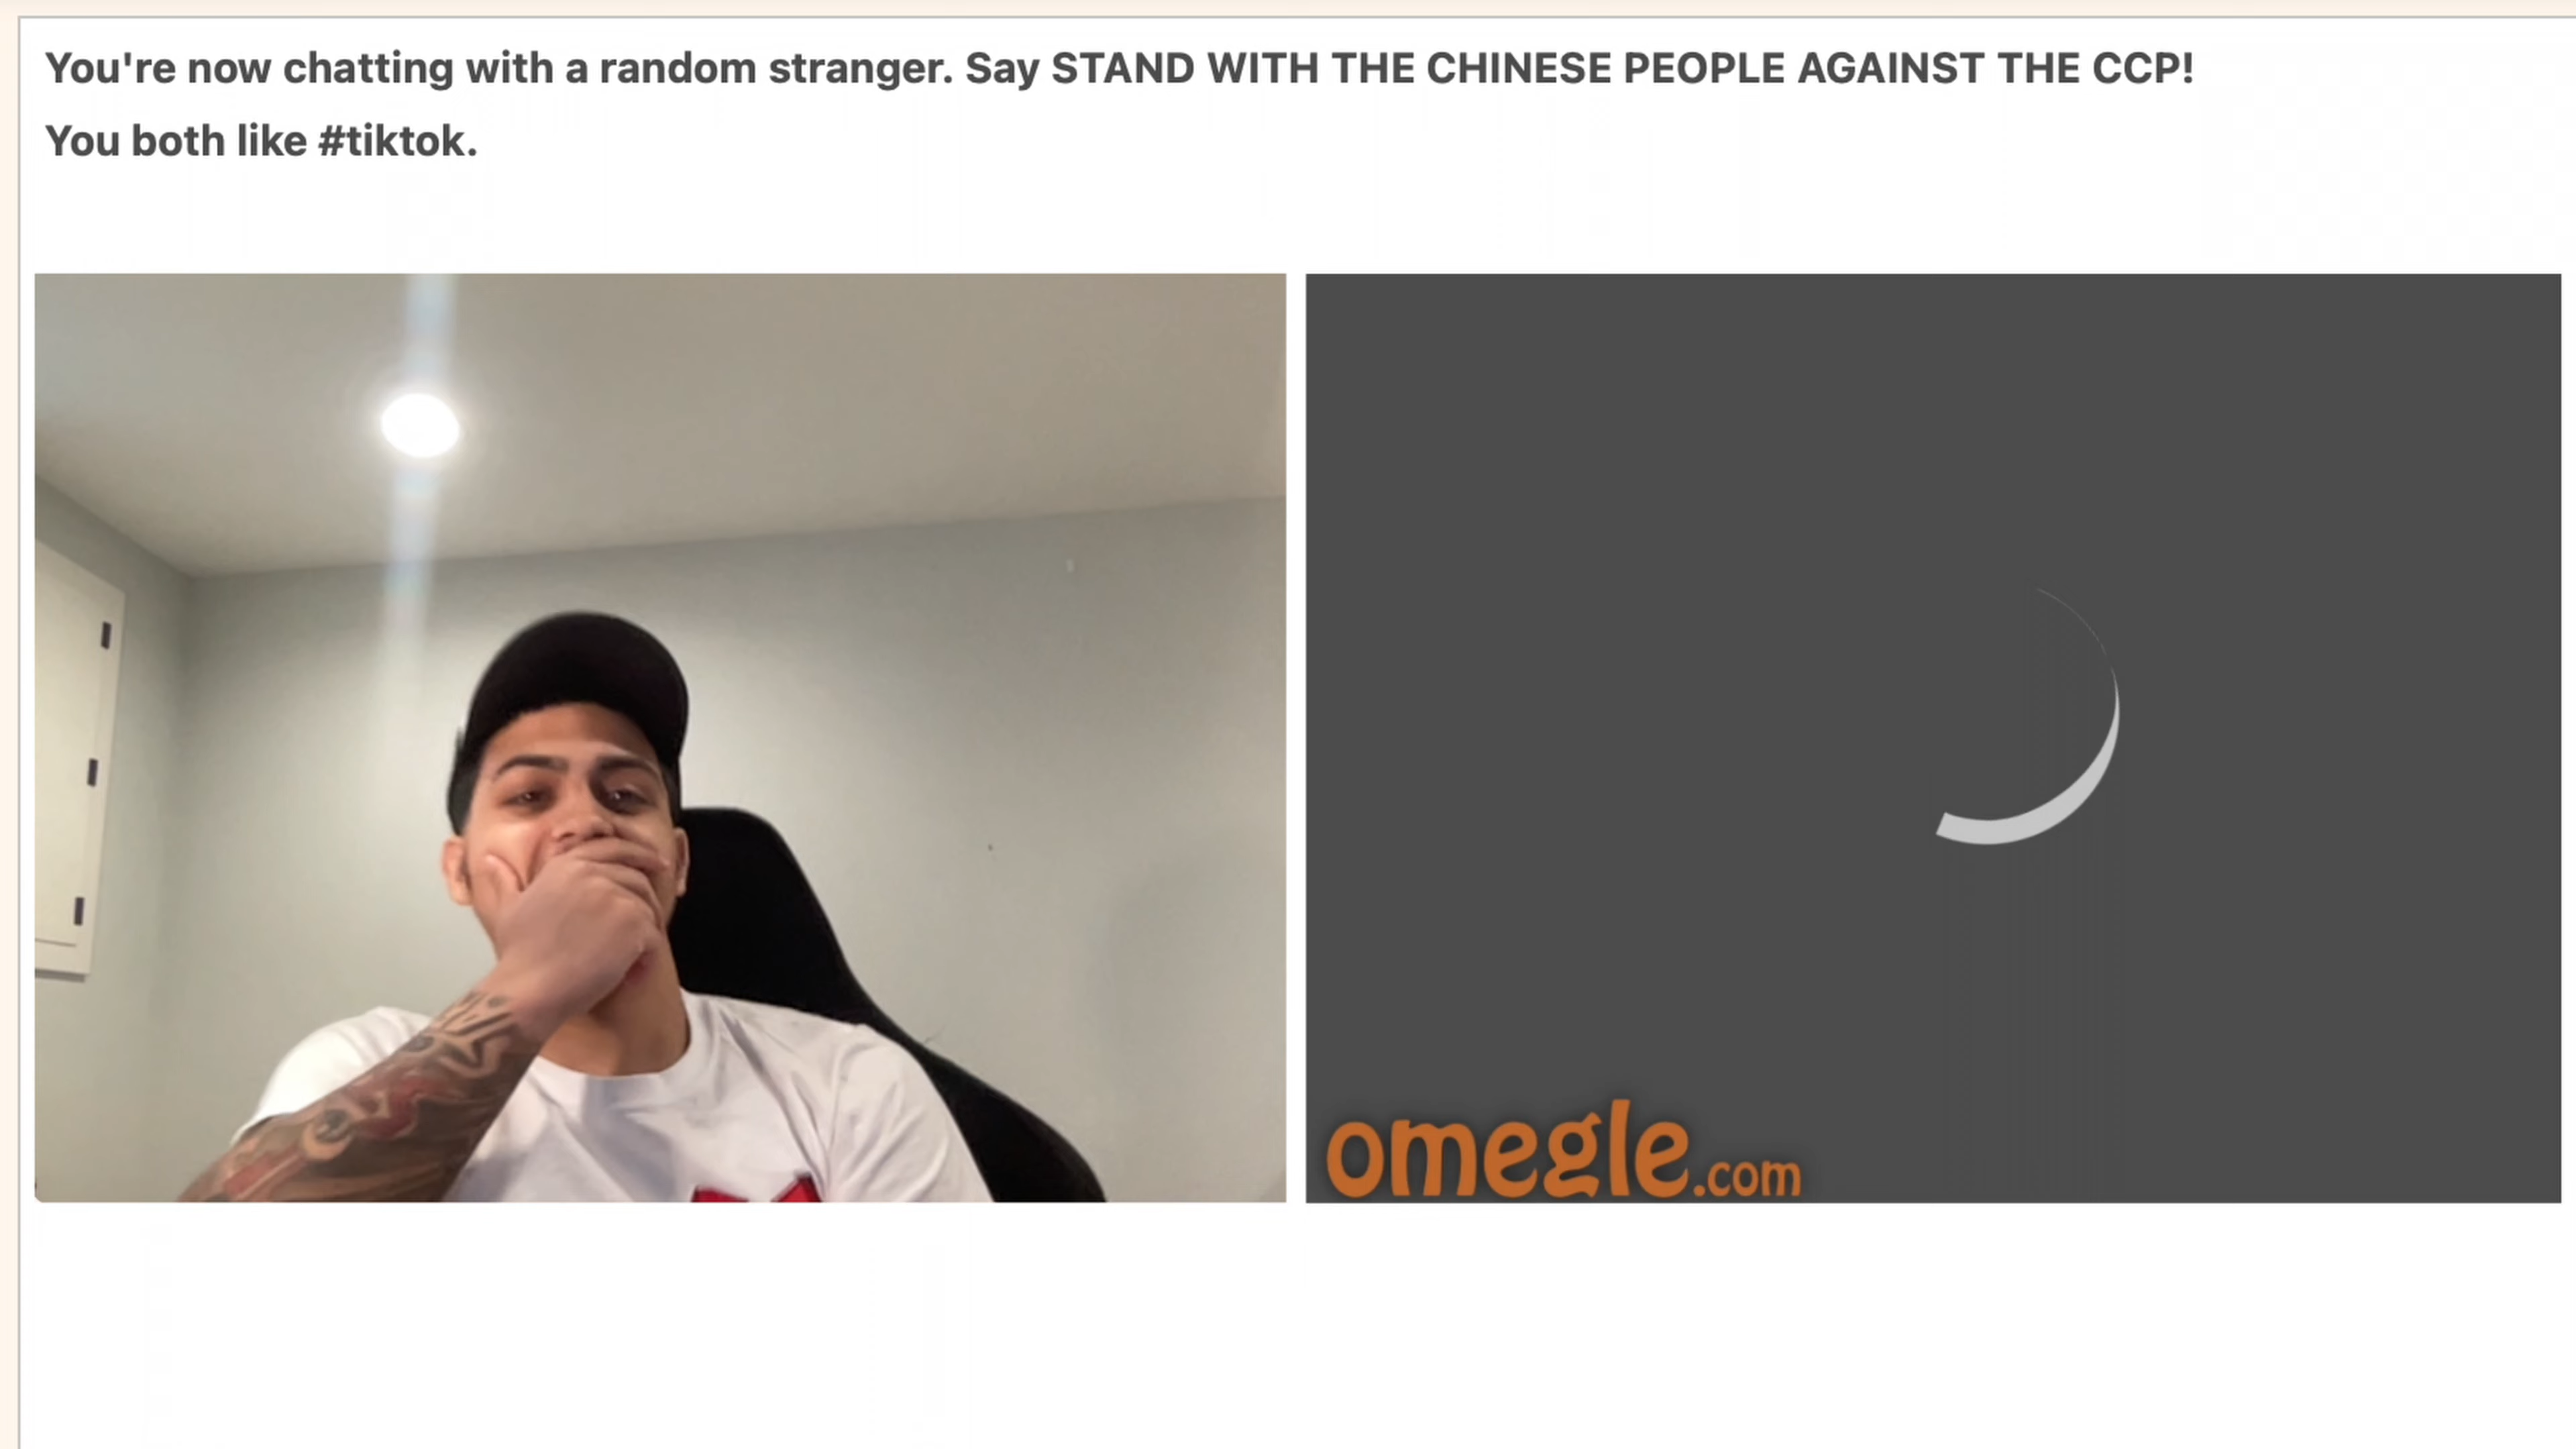 You're now chatting with a random stranger. Say STAND WITH THE CHINESE PEOPLE AGAINST THE CCP!
You both like #tiktok.
omegle.com